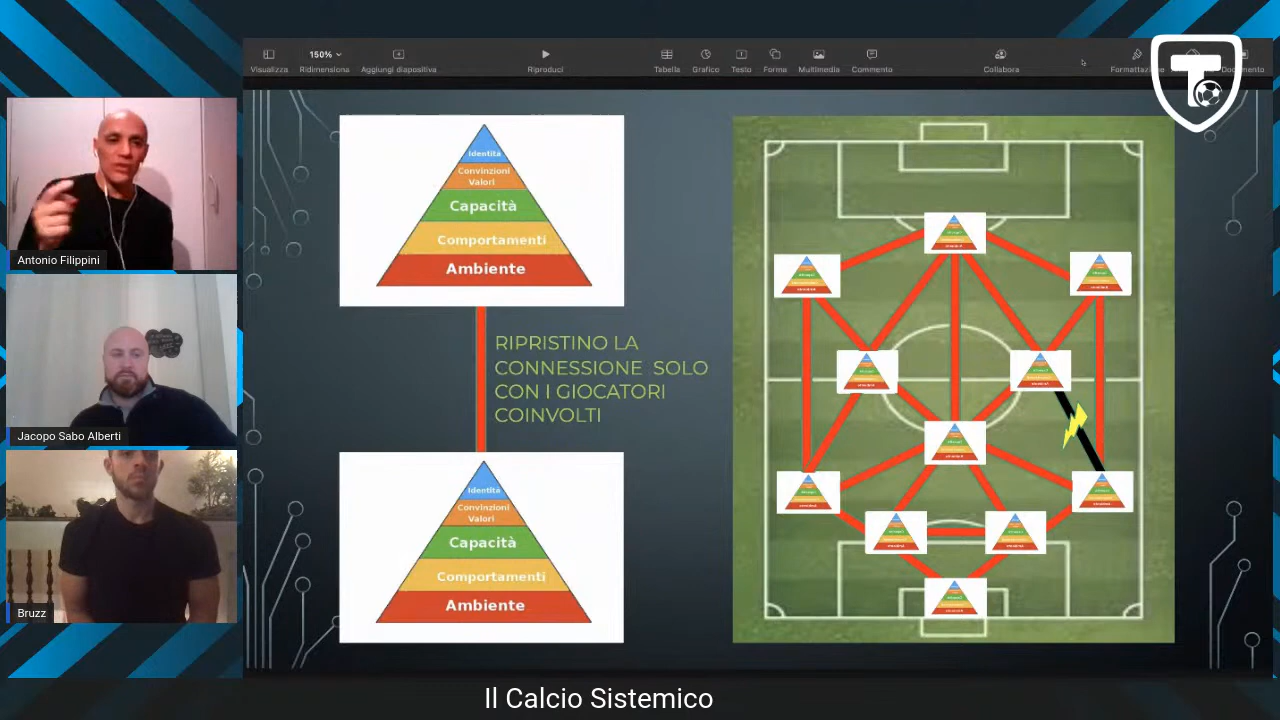 150%
Visualizza
Ridimensiona
Aggiungi diapositiva
Riproduci
Tabella
Grafico
Testo
Forma
Multimedia
Commento
Collabora
T
Antonio Filippini
Jacopo Sabo Alberti
Bruzz
Identità
Convinzioni
Valori
Capacità
Comportamenti
Ambiente
RIPRISTINO LA
CONNESSIONE SOLO
CON I GIOCATORI
COINVOLTI
Identità
Convinzioni
Valori
Capacità
Comportamenti
Ambiente
Il Calcio Sistemico